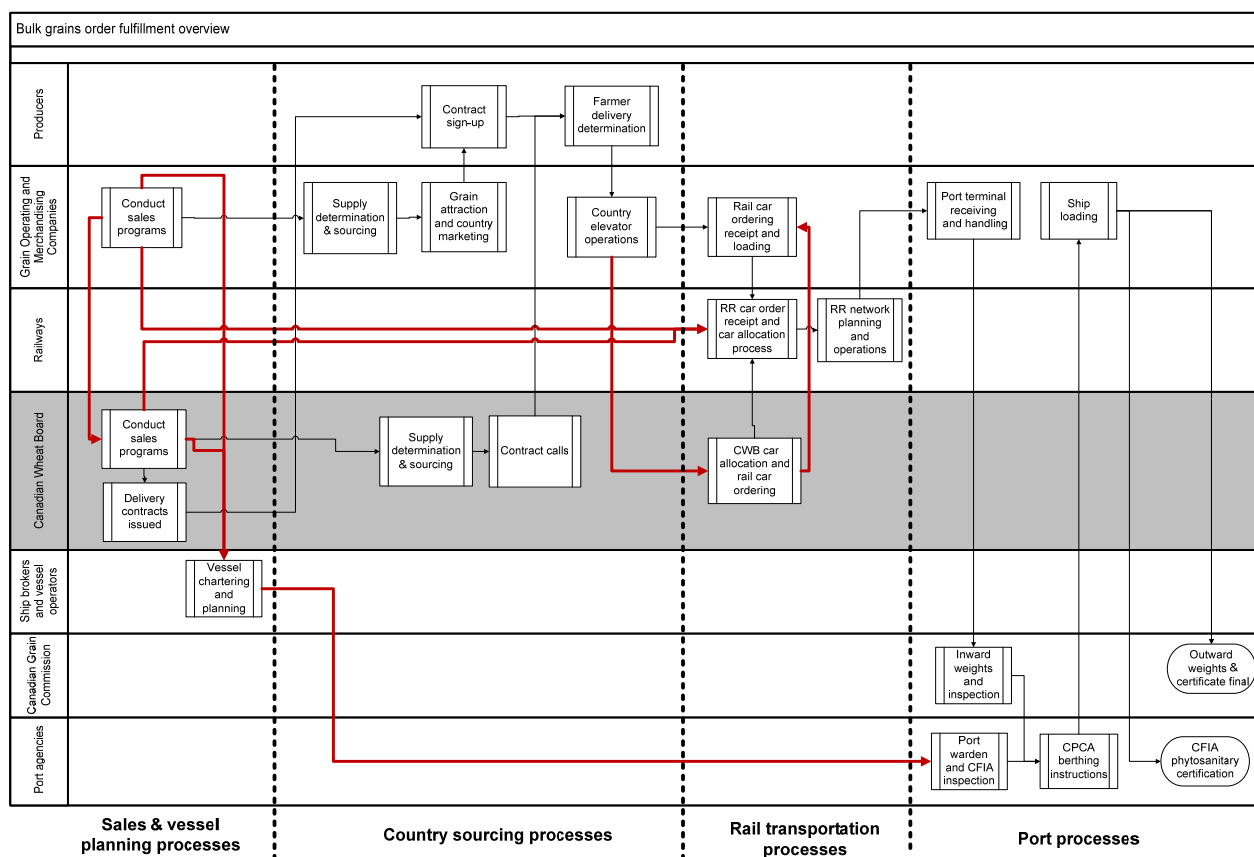 Bulk grains order fulfillment overview
Producers
Contract
sign-up
Farmer
delivery
determination
Grain Operating and
Merchandising
Companies
Conduct
sales
programs
Supply
determination
& sourcing
Grain
attraction
and country
marketing
Country
elevator
operations
Rail car
ordering
receipt and
loading
Port terminal
receiving and
handling
Ship
loading
Railways
RR car order
receipt and
car allocation
process
RR network
planning
and
operations
Canadian Wheat Board
Conduct
sales
programs
Supply
determination
& sourcing
Contract calls
CWB car
allocation and
rail car
ordering
Delivery
contracts
issued
Ship brokers
and vessel
operators
Vessel
chartering
and
planning
Canadian Grain
Commission
Inward
weights
and
inspection
Outward
weights &
certificate final
Port agencies
Port
warden
and CFIA
inspection
CPCA
berthing
instructions
CFIA
phytosanitary
certification
Sales & vessel
planning processes
Country sourcing processes
Rail transportation
processes
Port processes